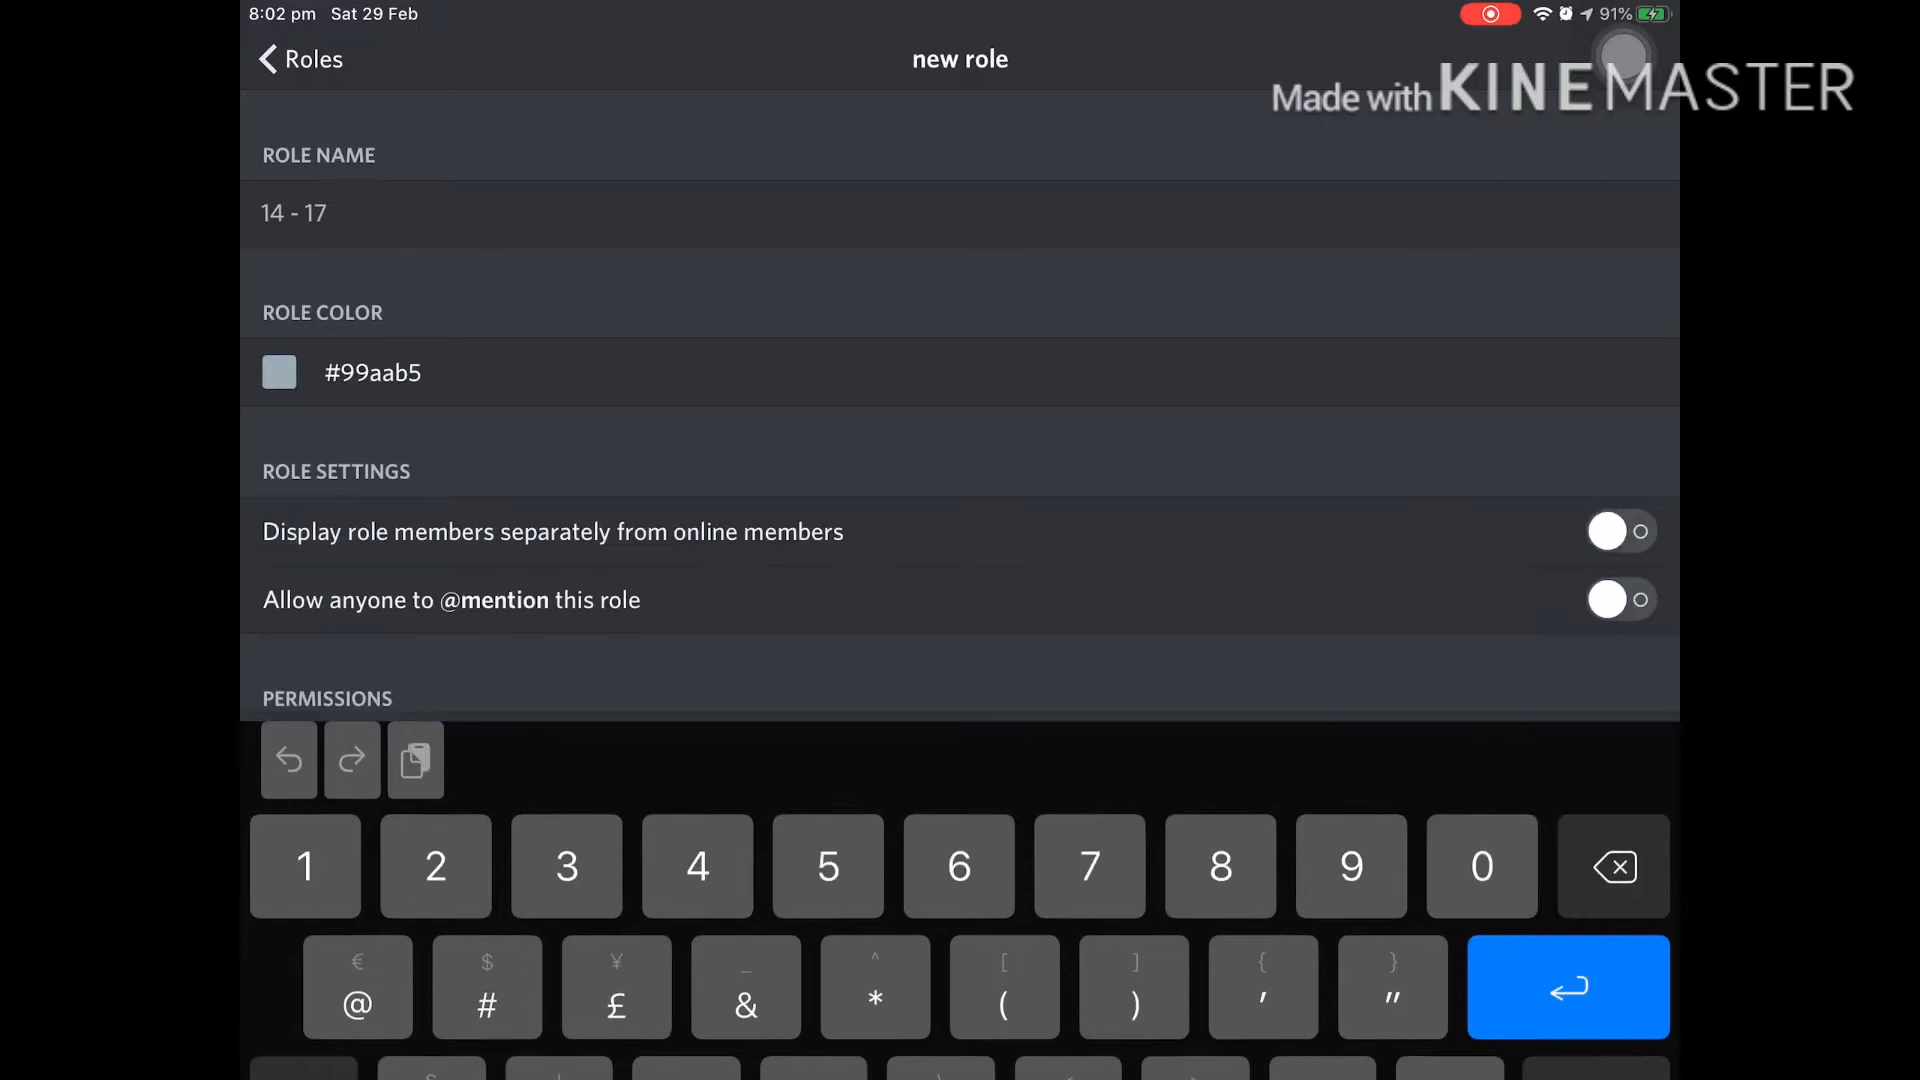 8:02 pm Sat 29 Feb 91%
Roles new role
Made with KINEMASTER
ROLE NAME
14 - 17
ROLE COLOR
#99aab5
ROLE SETTINGS
Display role members separately from online members
Allow anyone to @mention this role
PERMISSIONS
1 2 3 4 5 6 7 8 9 0
€ $ ¥ _ ^ [ ] { }
@ # £ & * ( ) ' "